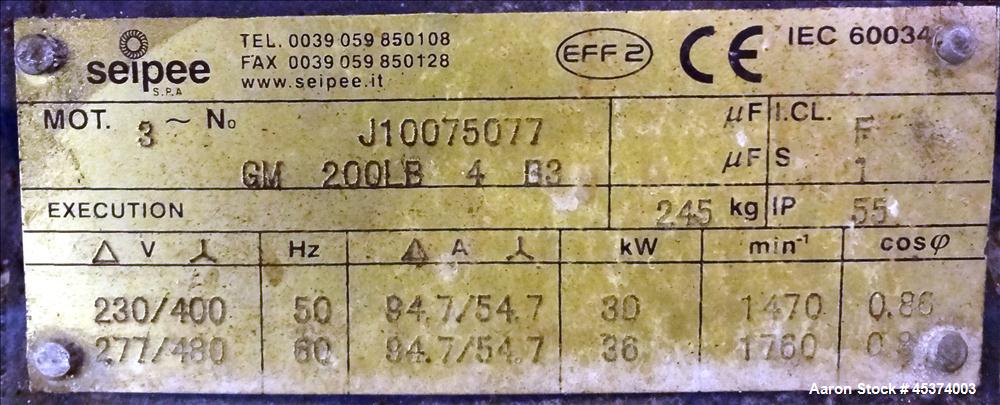 seipee
S.P.A
TEL. 0039 059 850108
FAX 0039 059 850128
www.seipee.it
EFF 2
CE
IEC 60034
MOT. 3 ~ No J10075077
GM 200LB 4 B3
µF
µF
I.CL. F
S 1
EXECUTION 245 kg IP 55
△ V Hz △ A kW min-1 cosφ
230/400 50 94.7/54.7 30 1470 0.86
277/480 60 94.7/54.7 36 1760
Aaron Stock # 45374003